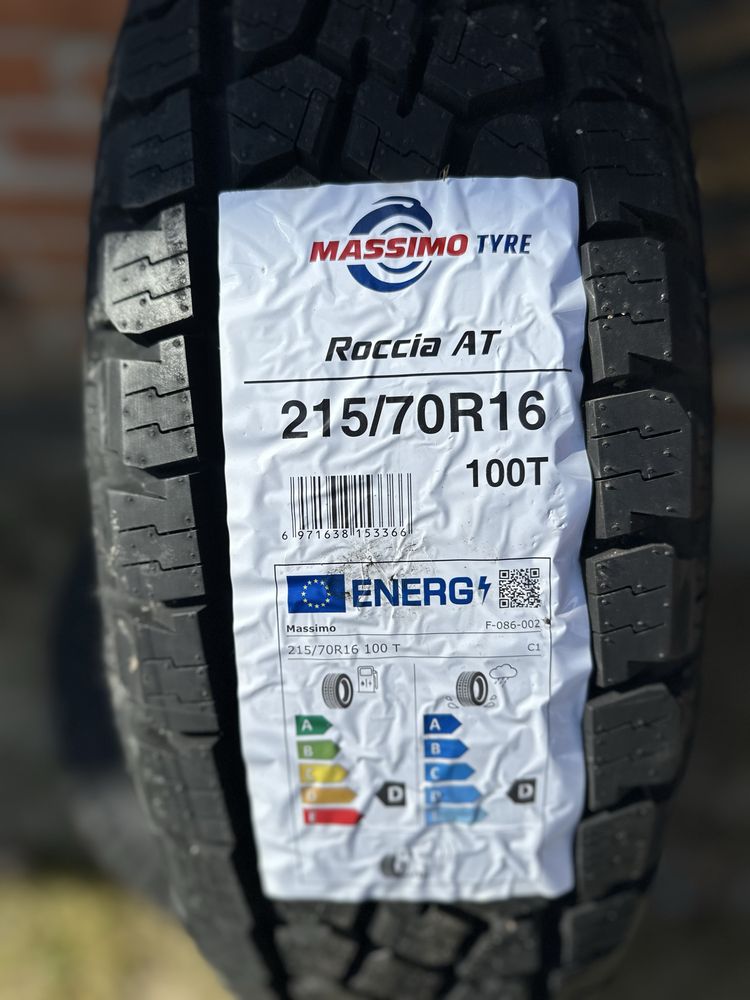 MASSIMO TYRE
Roccia AT
215/70R16
100T
6 971638 153366
ENERG
Massimo F-086-002
215/70R16 100 T C1
A A
B B
C C
D D D D
E